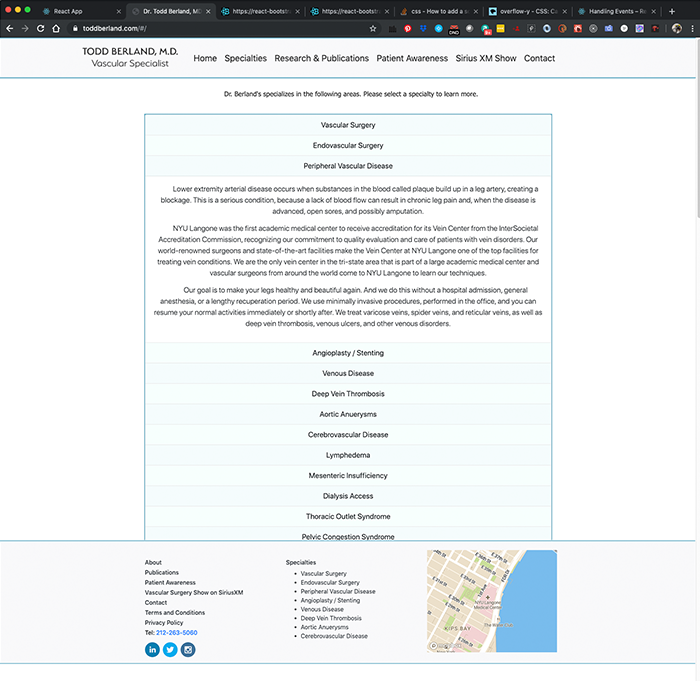 React App
Dr. Todd Berland, MD
https://react-bootstr
https://react-bootstr
css - How to add a s
overflow-y - CSS: Ca
Handling Events – Re
toddberland.com/#/
TODD BERLAND, M.D.
Vascular Specialist
Home Specialties Research & Publications Patient Awareness Sirius XM Show Contact
Dr. Berland's specializes in the following areas. Please select a specialty to learn more.
Vascular Surgery
Endovascular Surgery
Peripheral Vascular Disease
Lower extremity arterial disease occurs when substances in the blood called plaque build up in a leg artery, creating a
blockage. This is a serious condition, because a lack of blood flow can result in chronic leg pain and, when the disease is
advanced, open sores, and possibly amputation.
NYU Langone was the first academic medical center to receive accreditation for its Vein Center from the InterSocietal
Accreditation Commission, recognizing our commitment to quality evaluation and care of patients with vein disorders. Our
world-renowned surgeons and state-of-the-art facilities make the Vein Center at NYU Langone one of the top facilities for
treating vein conditions. We are the only vein center in the tri-state area that is part of a large academic medical center and
vascular surgeons from around the world come to NYU Langone to learn our techniques.
Our goal is to make your legs healthy and beautiful again. And we do this without a hospital admission, general
anesthesia, or a lengthy recuperation period. We use minimally invasive procedures, performed in the office, and you can
resume your normal activities immediately or shortly after. We treat varicose veins, spider veins, and reticular veins, as well as
deep vein thrombosis, venous ulcers, and other venous disorders.
Angioplasty / Stenting
Venous Disease
Deep Vein Thrombosis
Aortic Anuerysms
Cerebrovascular Disease
Lymphedema
Mesenteric Insufficiency
Dialysis Access
Thoracic Outlet Syndrome
Pelvic Congestion Syndrome
About
Publications
Patient Awareness
Vascular Surgery Show on SiriusXM
Contact
Terms and Conditions
Privacy Policy
Tel: 212-263-5060
Specialties
Vascular Surgery
Endovascular Surgery
Peripheral Vascular Disease
Angioplasty / Stenting
Venous Disease
Deep Vein Thrombosis
Aortic Anuerysms
Cerebrovascular Disease
NYU Langone
Medical Center
KIPS BAY